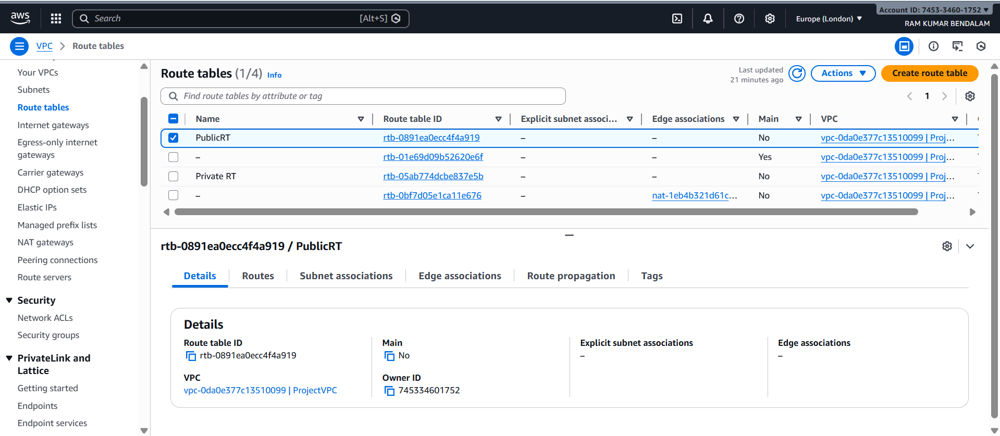 aws
Search [Alt+S]
Europe (London)
Account ID: 7453-3460-1752
RAM KUMAR BENDALAM
VPC
Route tables
Your VPCs
Subnets
Route tables
Internet gateways
Egress-only internet
gateways
Carrier gateways
DHCP option sets
Elastic IPs
Managed prefix lists
NAT gateways
Peering connections
Route servers
Security
Network ACLs
Security groups
PrivateLink and
Lattice
Getting started
Endpoints
Endpoint services
Route tables (1/4) Info
Last updated
21 minutes ago
Actions
Create route table
Find route tables by attribute or tag
1
Name Route table ID Explicit subnet associ... Edge associations Main VPC
PublicRT rtb-0891ea0ecc4f4a919 – – No vpc-0da0e377c13510099 | Proj...
– rtb-01e69d09b52620e6f – – Yes vpc-0da0e377c13510099 | Proj...
Private RT rtb-05ab774dcbe837e5b – – No vpc-0da0e377c13510099 | Proj...
– rtb-0bf7d05e1ca11e676 – nat-1eb4b321d61c... No vpc-0da0e377c13510099 | Proj...
rtb-0891ea0ecc4f4a919 / PublicRT
Details Routes Subnet associations Edge associations Route propagation Tags
Details
Route table ID
rtb-0891ea0ecc4f4a919
Main
No
Explicit subnet associations
–
Edge associations
–
VPC
vpc-0da0e377c13510099 | ProjectVPC
Owner ID
745334601752